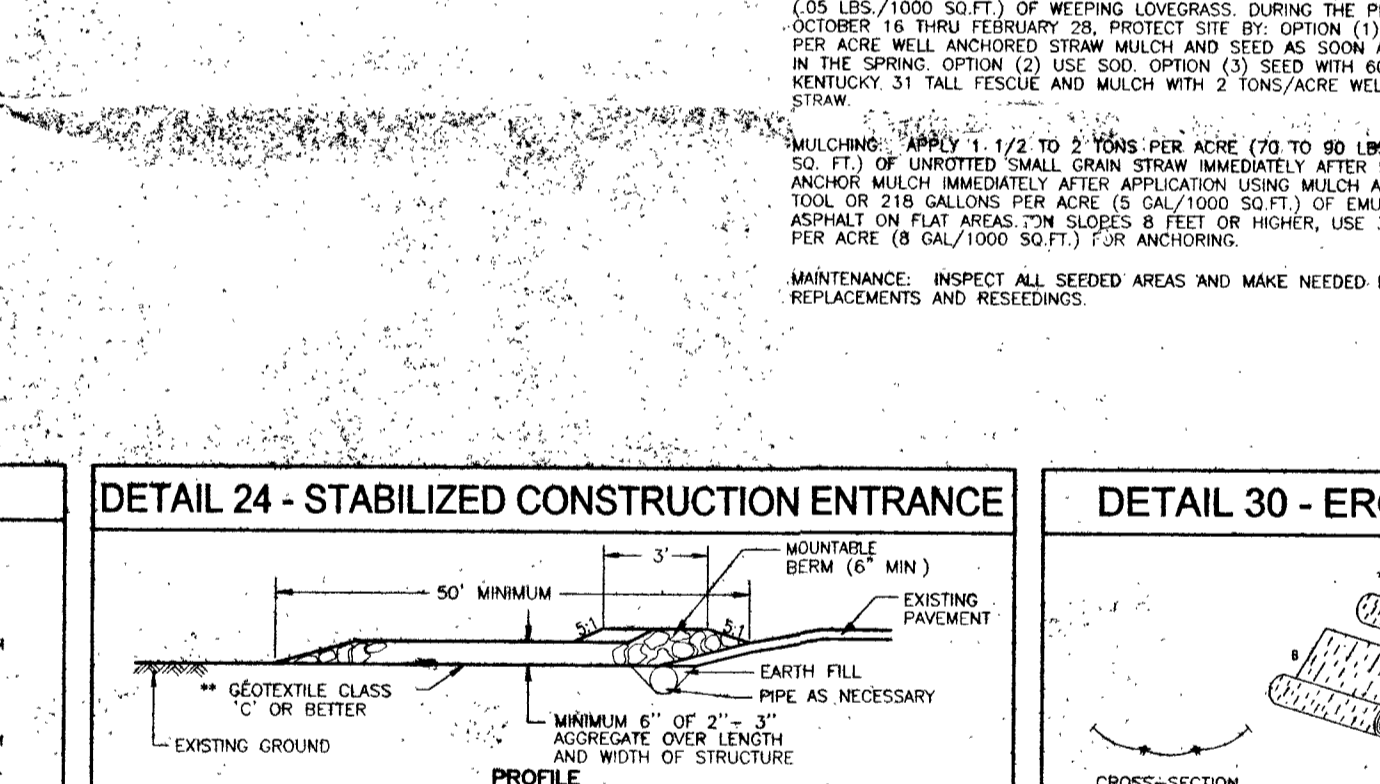 (.05 LBS./1000 SQ.FT.) OF WEEPING LOVEGRASS. DURING THE
OCTOBER 16 THRU FEBRUARY 28, PROTECT SITE BY: OPTION (1)
PER ACRE WELL ANCHORED STRAW MULCH AND SEED AS SOON
IN THE SPRING. OPTION (2) USE SOD. OPTION (3) SEED WITH
KENTUCKY 31 TALL FESCUE AND MULCH WITH 2 TONS/ACRE
STRAW.
MULCHING: APPLY 1 1/2 TO 2 TONS PER ACRE (70 TO 90
SQ. FT.) OF UNROTTED SMALL GRAIN STRAW IMMEDIATELY AFTER
ANCHOR MULCH IMMEDIATELY AFTER APPLICATION USING MULCH
TOOL OR 218 GALLONS PER ACRE (5 GAL/1000 SQ.FT.) OF
ASPHALT ON FLAT AREAS. ON SLOPES 8 FEET OR HIGHER, USE
PER ACRE (8 GAL/1000 SQ.FT.) FOR ANCHORING.
MAINTENANCE: INSPECT ALL SEEDED AREAS AND MAKE NEEDED
REPLACEMENTS AND RESEEDINGS.
DETAIL 24 - STABILIZED CONSTRUCTION ENTRANCE
3'
MOUNTABLE
BERM (6" MIN )
50' MINIMUM
EXISTING
PAVEMENT
5:1
5:1
EARTH FILL
** GEOTEXTILE CLASS
'C' OR BETTER
PIPE AS NECESSARY
MINIMUM 6" OF 2"- 3"
AGGREGATE OVER LENGTH
AND WIDTH OF STRUCTURE
EXISTING GROUND
PROFILE
DETAIL 30 -
B
CROSS-SECTION